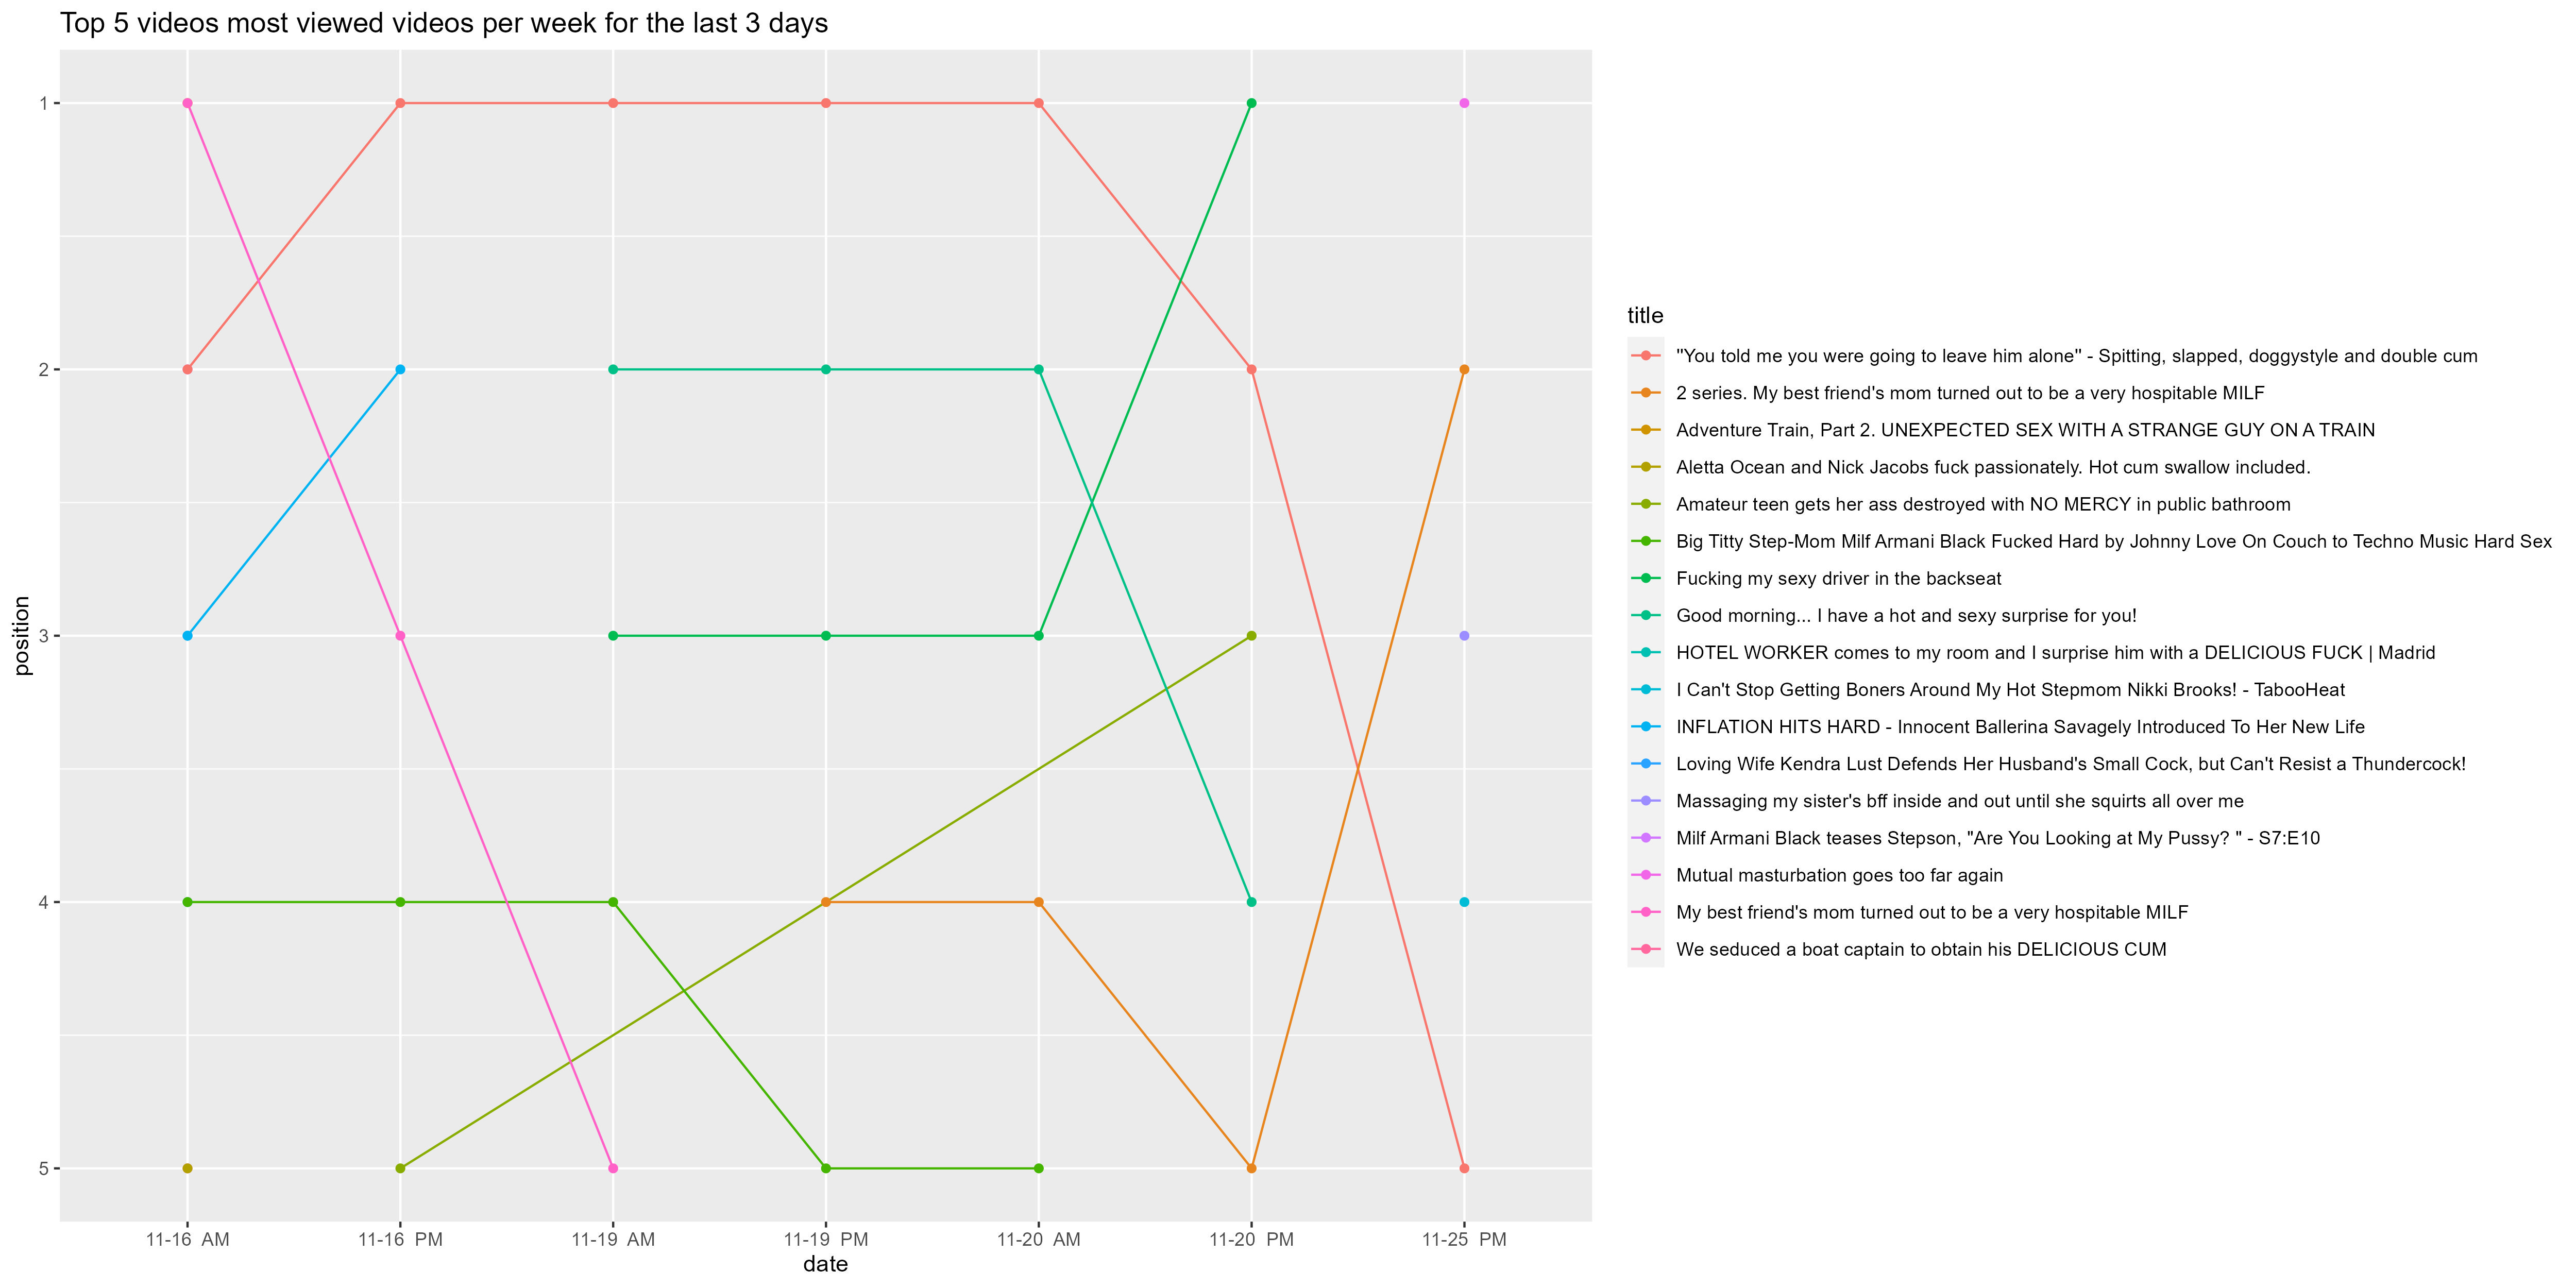 Top 5 videos most viewed videos per week for the last 3 days
position
1
2
3
4
5
11-16 AM
11-16 PM
11-19 AM
11-19 PM
11-20 AM
11-20 PM
11-25 PM
date
title
"You told me you were going to leave him alone" - Spitting, slapped, doggystyle and double cum
2 series. My best friend's mom turned out to be a very hospitable MILF
Adventure Train, Part 2. UNEXPECTED SEX WITH A STRANGE GUY ON A TRAIN
Aletta Ocean and Nick Jacobs fuck passionately. Hot cum swallow included.
Amateur teen gets her ass destroyed with NO MERCY in public bathroom
Big Titty Step-Mom Milf Armani Black Fucked Hard by Johnny Love On Couch to Techno Music Hard Sex
Fucking my sexy driver in the backseat
Good morning... I have a hot and sexy surprise for you!
HOTEL WORKER comes to my room and I surprise him with a DELICIOUS FUCK | Madrid
I Can't Stop Getting Boners Around My Hot Stepmom Nikki Brooks! - TabooHeat
INFLATION HITS HARD - Innocent Ballerina Savagely Introduced To Her New Life
Loving Wife Kendra Lust Defends Her Husband's Small Cock, but Can't Resist a Thundercock!
Massaging my sister's bff inside and out until she squirts all over me
Milf Armani Black teases Stepson, "Are You Looking at My Pussy? " - S7:E10
Mutual masturbation goes too far again
My best friend's mom turned out to be a very hospitable MILF
We seduced a boat captain to obtain his DELICIOUS CUM